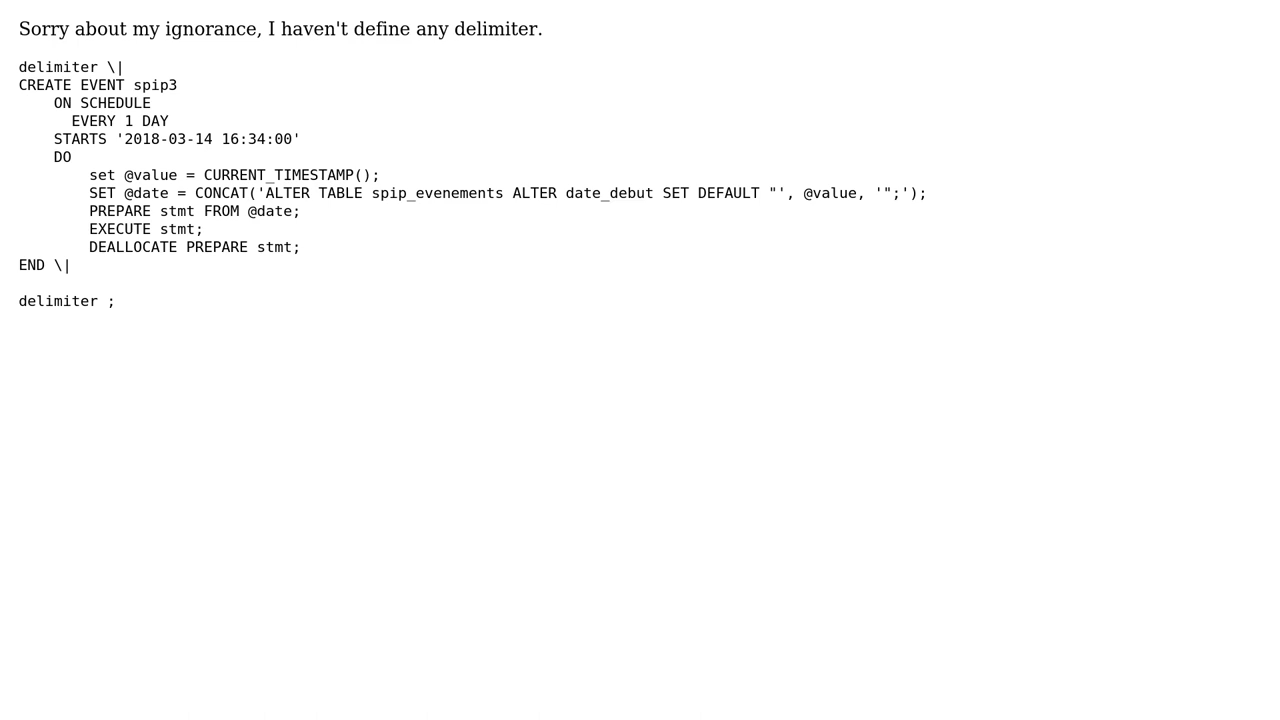 Sorry about my ignorance, I haven't define any delimiter.
delimiter \|
CREATE EVENT spip3
    ON SCHEDULE
      EVERY 1 DAY
    STARTS '2018-03-14 16:34:00'
    DO
        set @value = CURRENT_TIMESTAMP();
        SET @date = CONCAT('ALTER TABLE spip_evenements ALTER date_debut SET DEFAULT "', @value, '";');
        PREPARE stmt FROM @date;
        EXECUTE stmt;
        DEALLOCATE PREPARE stmt;
END \|
delimiter ;